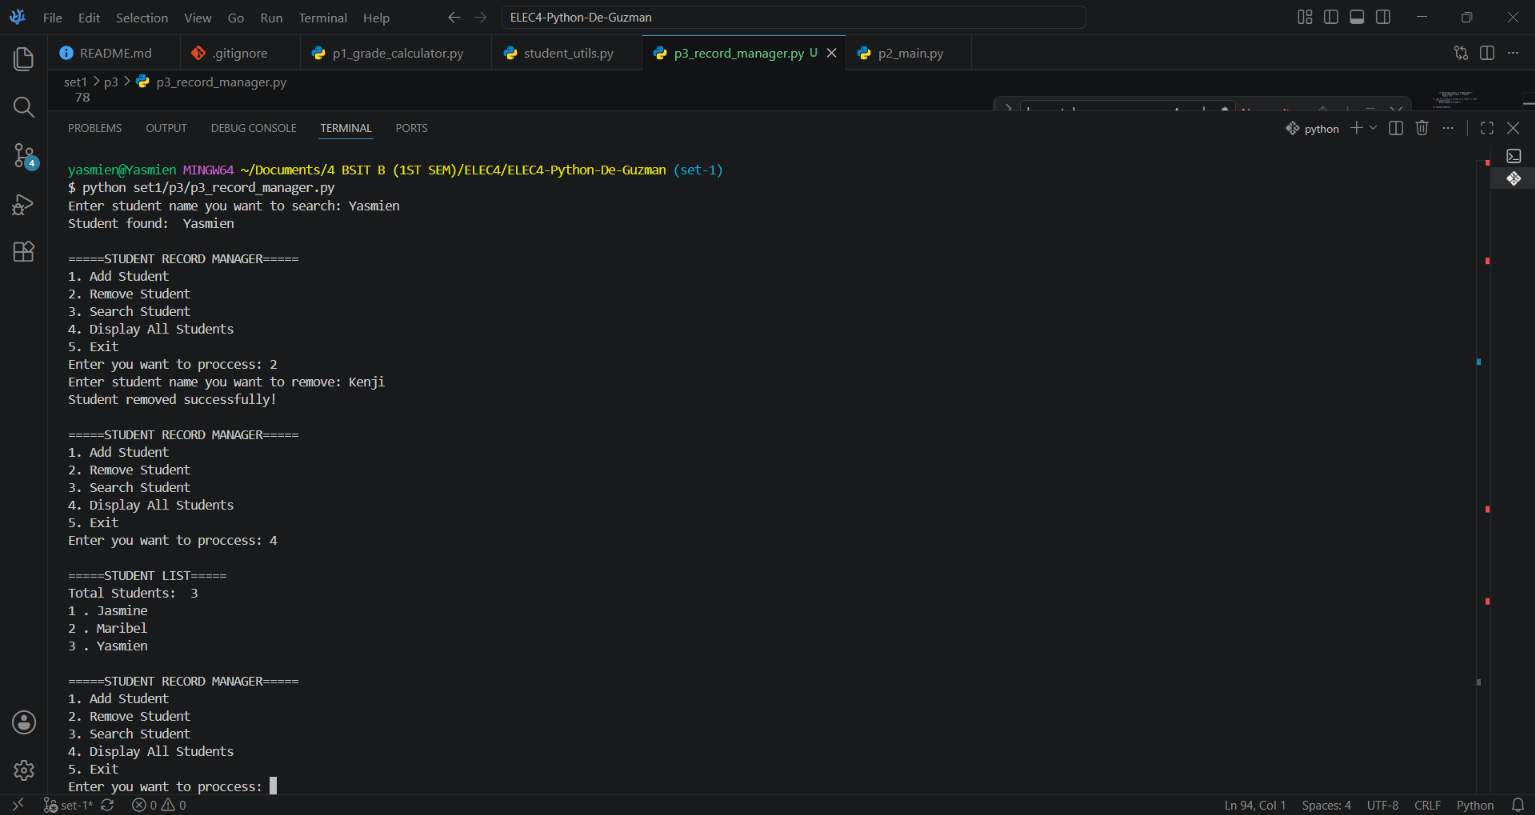 File Edit Selection View Go Run Terminal Help
ELEC4-Python-De-Guzman
README.md .gitignore p1_grade_calculator.py student_utils.py p3_record_manager.py U p2_main.py
set1 > p3 > p3_record_manager.py
78
PROBLEMS OUTPUT DEBUG CONSOLE TERMINAL PORTS
python
yasmien@Yasmien MINGW64 ~/Documents/4 BSIT B (1ST SEM)/ELEC4/ELEC4-Python-De-Guzman (set-1)
$ python set1/p3/p3_record_manager.py
Enter student name you want to search: Yasmien
Student found:  Yasmien
=====STUDENT RECORD MANAGER=====
1. Add Student
2. Remove Student
3. Search Student
4. Display All Students
5. Exit
Enter you want to proccess: 2
Enter student name you want to remove: Kenji
Student removed successfully!
=====STUDENT RECORD MANAGER=====
1. Add Student
2. Remove Student
3. Search Student
4. Display All Students
5. Exit
Enter you want to proccess: 4
=====STUDENT LIST=====
Total Students:  3
1 . Jasmine
2 . Maribel
3 . Yasmien
=====STUDENT RECORD MANAGER=====
1. Add Student
2. Remove Student
3. Search Student
4. Display All Students
5. Exit
Enter you want to proccess:
4
set-1* 0 0
Ln 94, Col 1 Spaces: 4 UTF-8 CRLF Python